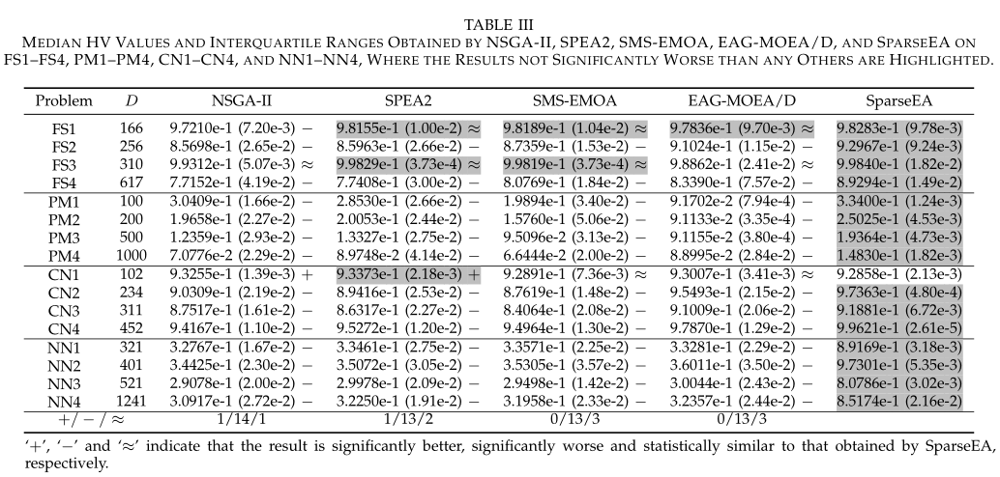 TABLE III
MEDIAN HV VALUES AND INTERQUARTILE RANGES OBTAINED BY NSGA-II, SPEA2, SMS-EMOA, EAG-MOEA/D, AND SPARSEEA ON
FS1–FS4, PM1–PM4, CN1–CN4, AND NN1–NN4, WHERE THE RESULTS NOT SIGNIFICANTLY WORSE THAN ANY OTHERS ARE HIGHLIGHTED.
Problem D NSGA-II SPEA2 SMS-EMOA EAG-MOEA/D SparseEA
FS1 166 9.7210e-1 (7.20e-3) − 9.8155e-1 (1.00e-2) ≈ 9.8189e-1 (1.04e-2) ≈ 9.7836e-1 (9.70e-3) ≈ 9.8283e-1 (9.78e-3)
FS2 256 8.5698e-1 (2.65e-2) − 8.5963e-1 (2.66e-2) − 8.7359e-1 (1.53e-2) − 9.1024e-1 (1.15e-2) − 9.2967e-1 (9.24e-3)
FS3 310 9.9312e-1 (5.07e-3) ≈ 9.9829e-1 (3.73e-4) ≈ 9.9819e-1 (3.73e-4) ≈ 9.8862e-1 (2.41e-2) ≈ 9.9840e-1 (1.82e-2)
FS4 617 7.7152e-1 (4.19e-2) − 7.7408e-1 (3.00e-2) − 8.0769e-1 (1.84e-2) − 8.3390e-1 (7.57e-2) − 8.9294e-1 (1.49e-2)
PM1 100 3.0409e-1 (1.66e-2) − 2.8530e-1 (2.66e-2) − 1.9894e-1 (3.40e-2) − 9.1702e-2 (7.94e-4) − 3.3400e-1 (1.24e-3)
PM2 200 1.9658e-1 (2.27e-2) − 2.0053e-1 (2.44e-2) − 1.5760e-1 (5.06e-2) − 9.1133e-2 (3.35e-4) − 2.5025e-1 (4.53e-3)
PM3 500 1.2359e-1 (2.93e-2) − 1.3327e-1 (2.75e-2) − 9.5096e-2 (3.13e-2) − 9.1155e-2 (3.80e-4) − 1.9364e-1 (4.73e-3)
PM4 1000 7.0776e-2 (2.29e-2) − 8.9748e-2 (4.14e-2) − 6.6444e-2 (2.00e-2) − 8.8995e-2 (2.84e-2) − 1.4830e-1 (1.82e-3)
CN1 102 9.3255e-1 (1.39e-3) + 9.3373e-1 (2.18e-3) + 9.2891e-1 (7.36e-3) ≈ 9.3007e-1 (3.41e-3) ≈ 9.2858e-1 (2.13e-3)
CN2 234 9.0309e-1 (2.19e-2) − 8.9416e-1 (2.53e-2) − 8.7619e-1 (1.48e-2) − 9.5493e-1 (2.15e-2) − 9.7363e-1 (4.80e-4)
CN3 311 8.7517e-1 (1.61e-2) − 8.6317e-1 (2.27e-2) − 8.4064e-1 (2.08e-2) − 9.1009e-1 (2.06e-2) − 9.1881e-1 (6.72e-3)
CN4 452 9.4167e-1 (1.10e-2) − 9.5272e-1 (1.20e-2) − 9.4964e-1 (1.30e-2) − 9.7870e-1 (1.29e-2) − 9.9621e-1 (2.61e-5)
NN1 321 3.2767e-1 (1.67e-2) − 3.3461e-1 (2.75e-2) − 3.3571e-1 (2.25e-2) − 3.3281e-1 (2.29e-2) − 8.9169e-1 (3.18e-3)
NN2 401 3.4425e-1 (2.30e-2) − 3.5072e-1 (3.05e-2) − 3.5305e-1 (3.57e-2) − 3.6011e-1 (3.50e-2) − 9.7301e-1 (5.35e-3)
NN3 521 2.9078e-1 (2.00e-2) − 2.9978e-1 (2.09e-2) − 2.9498e-1 (1.42e-2) − 3.0044e-1 (2.43e-2) − 8.0786e-1 (3.02e-3)
NN4 1241 3.0917e-1 (2.72e-2) − 3.2250e-1 (1.91e-2) − 3.1958e-1 (2.33e-2) − 3.2357e-1 (2.44e-2) − 8.5174e-1 (2.16e-2)
+/ − / ≈ 1/14/1 1/13/2 0/13/3 0/13/3
‘+’, ‘−’ and ‘≈’ indicate that the result is significantly better, significantly worse and statistically similar to that obtained by SparseEA,
respectively.